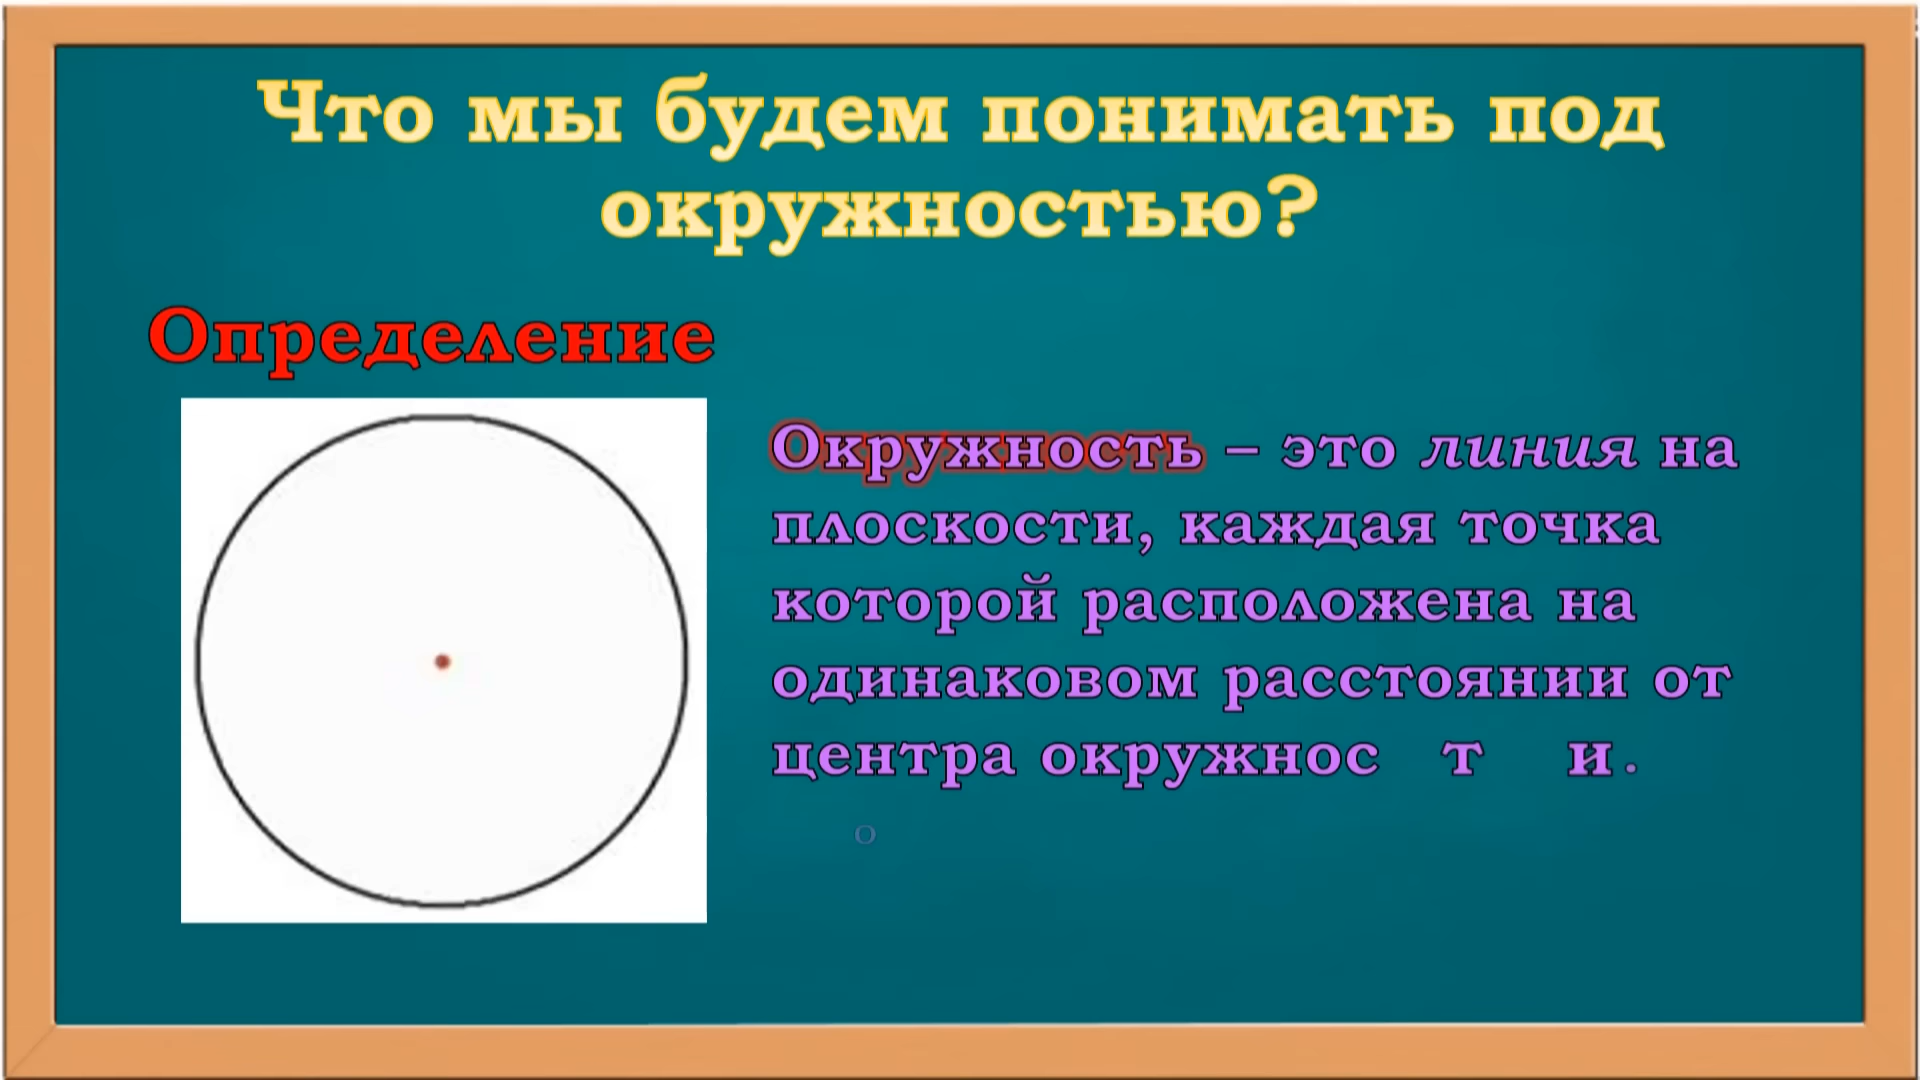 Что мы будем понимать под
окружностью?
Определение
Окружность – это линия на
плоскости, каждая точка
которой расположена на
одинаковом расстоянии от
центра окружнос т и.
о